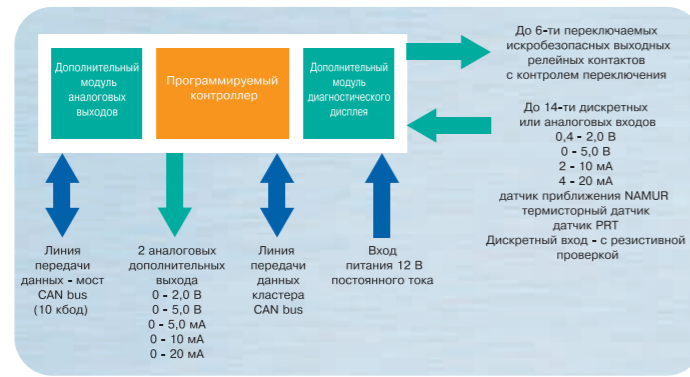 Дополнительный
модуль
аналоговых
выходов
Программируемый
контроллер
Дополнительный
модуль
диагностического
дисплея
До 6-ти переключаемых
искробезопасных выходных
релейных контактов
с контролем переключения
До 14-ти дискретных
или аналоговых входов
0,4 - 2,0 В
0 - 5,0 В
2 - 10 мА
4 - 20 мА
датчик приближения NAMUR
термисторный датчик
датчик PRT
Дискретный вход - с резистивной
проверкой
Линия
передачи
данных - мост
CAN bus
(10 кбод)
2 аналоговых
дополнительных
выхода
0 - 2,0 В
0 - 5,0 В
0 - 5,0 мА
0 - 10 мА
0 - 20 мА
Линия
передачи
данных
кластера
CAN bus
Вход
питания 12 В
постоянного тока